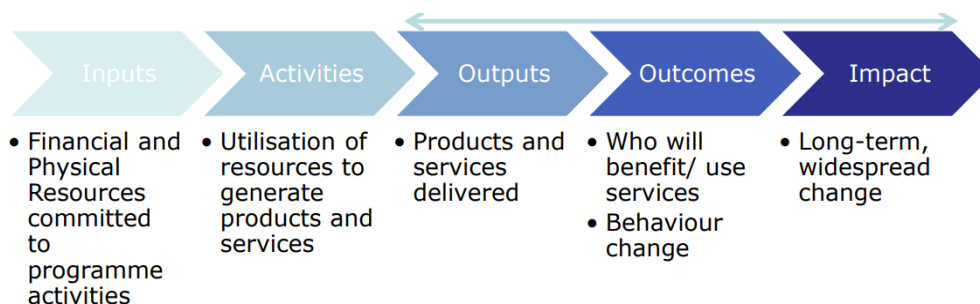 Inputs
Activities
Outputs
Outcomes
Impact
• Financial and
Physical
Resources
committed
to
programme
activities
• Utilisation of
resources to
generate
products and
services
• Products and
services
delivered
• Who will
benefit/ use
services
• Behaviour
change
• Long-term,
widespread
change